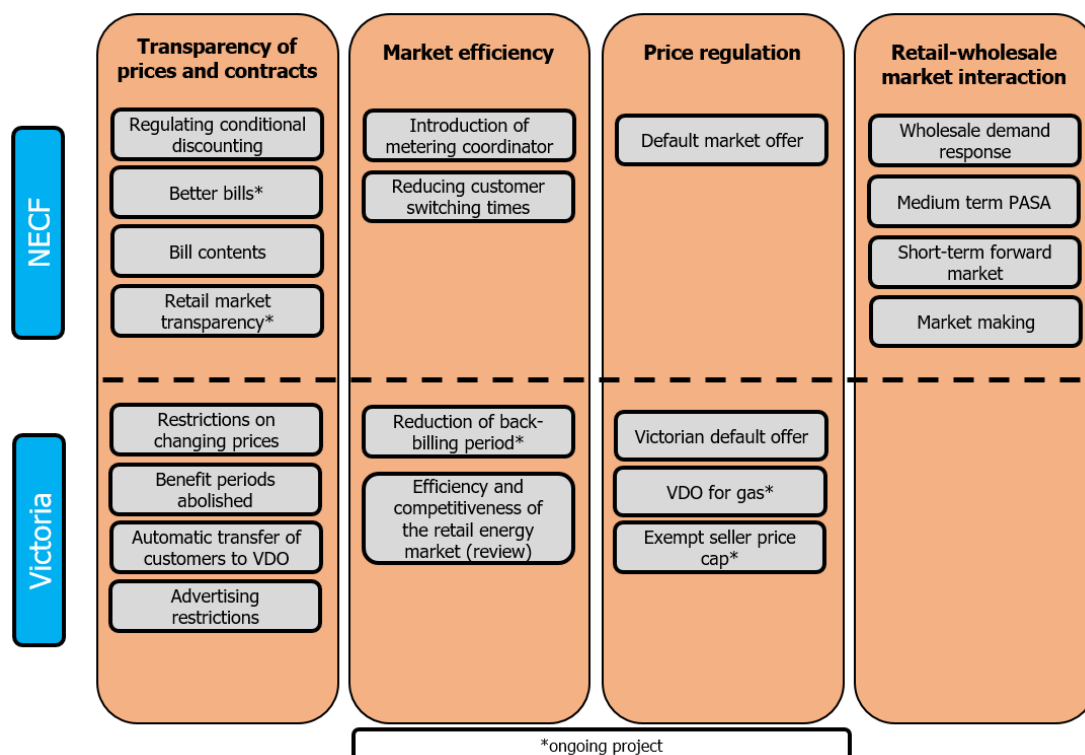 Transparency of
prices and contracts
Market efficiency
Price regulation
Retail-wholesale
market interaction
NECF
Regulating conditional
discounting
Better bills*
Bill contents
Retail market
transparency*
Introduction of
metering coordinator
Reducing customer
switching times
Default market offer
Wholesale demand
response
Medium term PASA
Short-term forward
market
Market making
Victoria
Restrictions on
changing prices
Benefit periods
abolished
Automatic transfer of
customers to VDO
Advertising
restrictions
Reduction of back-
billing period*
Efficiency and
competitiveness of
the retail energy
market (review)
Victorian default offer
VDO for gas*
Exempt seller price
cap*
*ongoing project